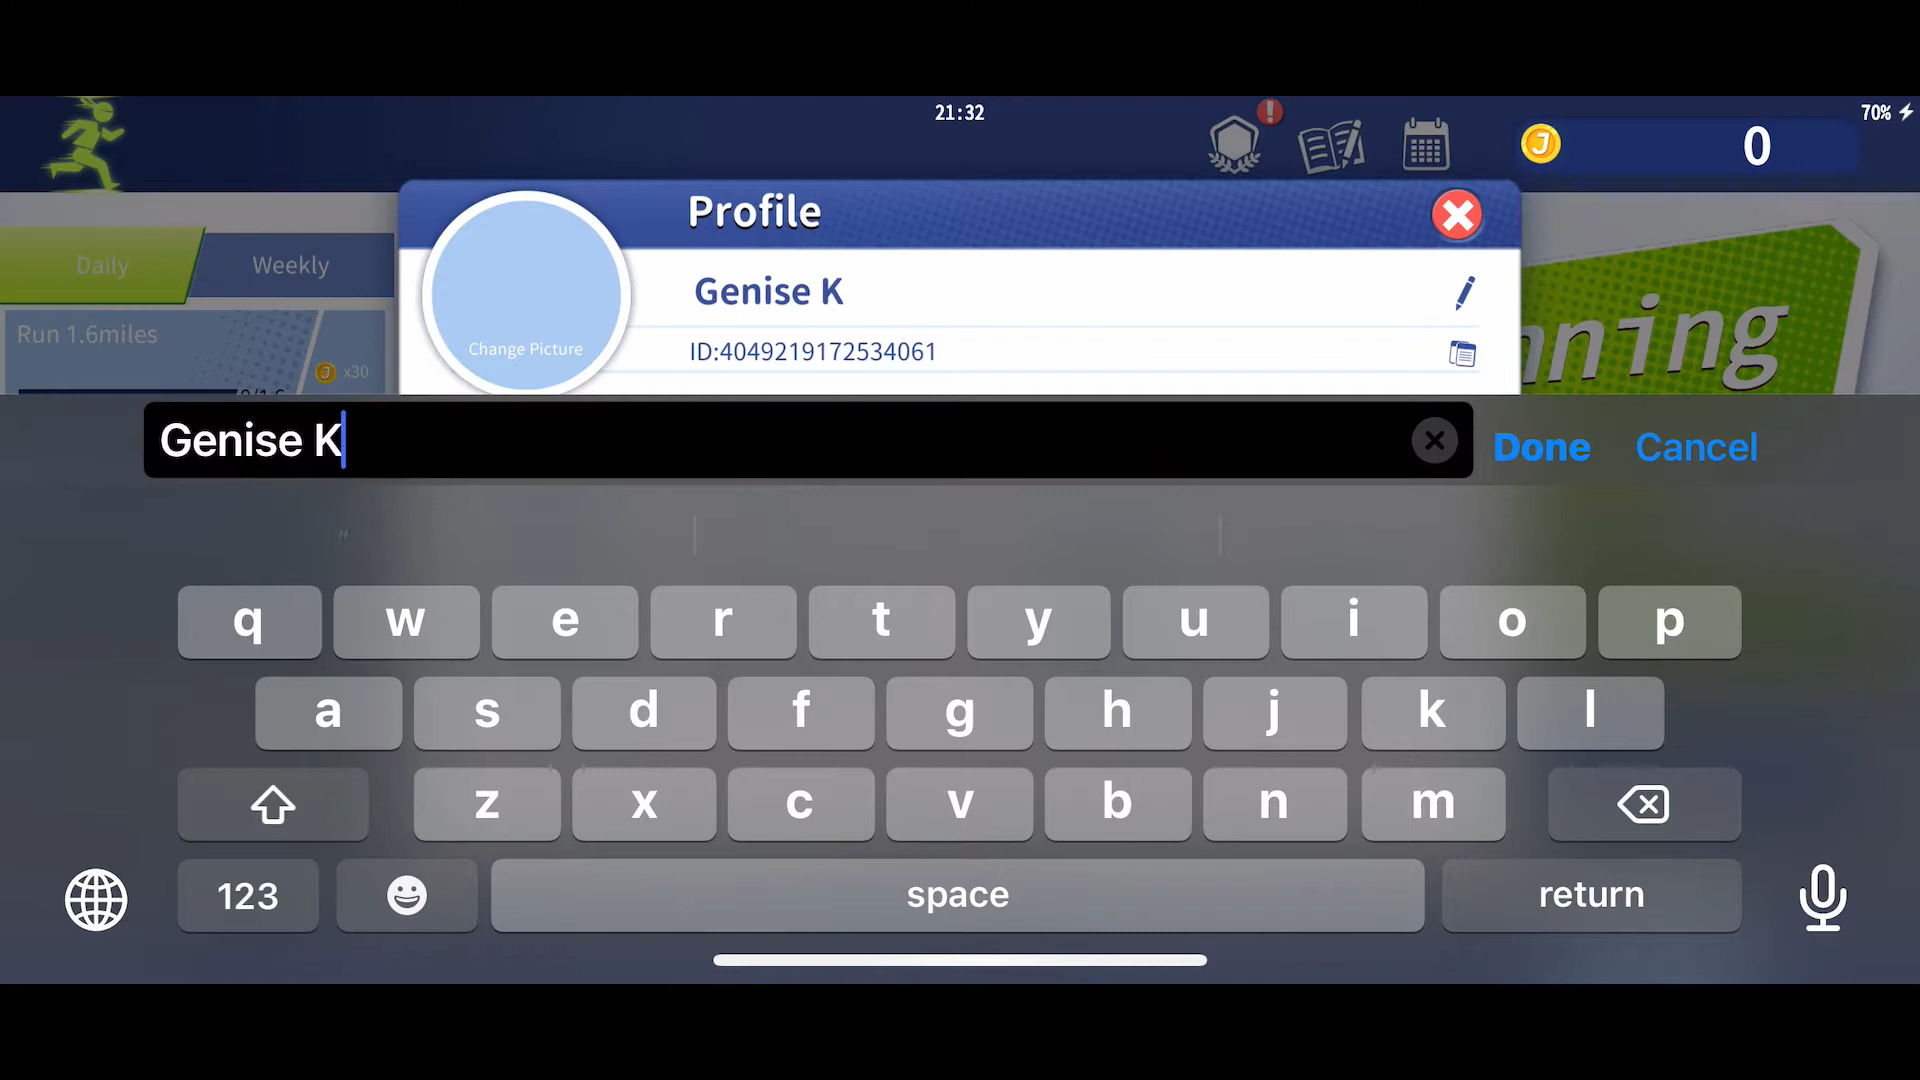 21:32
70%
J
0
Profile
Daily
Weekly
Genise K
Run 1.6miles
Change Picture
ID:4049219172534061
J x30
nning
Genise K
Done
Cancel
q w e r t y u i o p
a s d f g h j k l
z x c v b n m
123
space
return